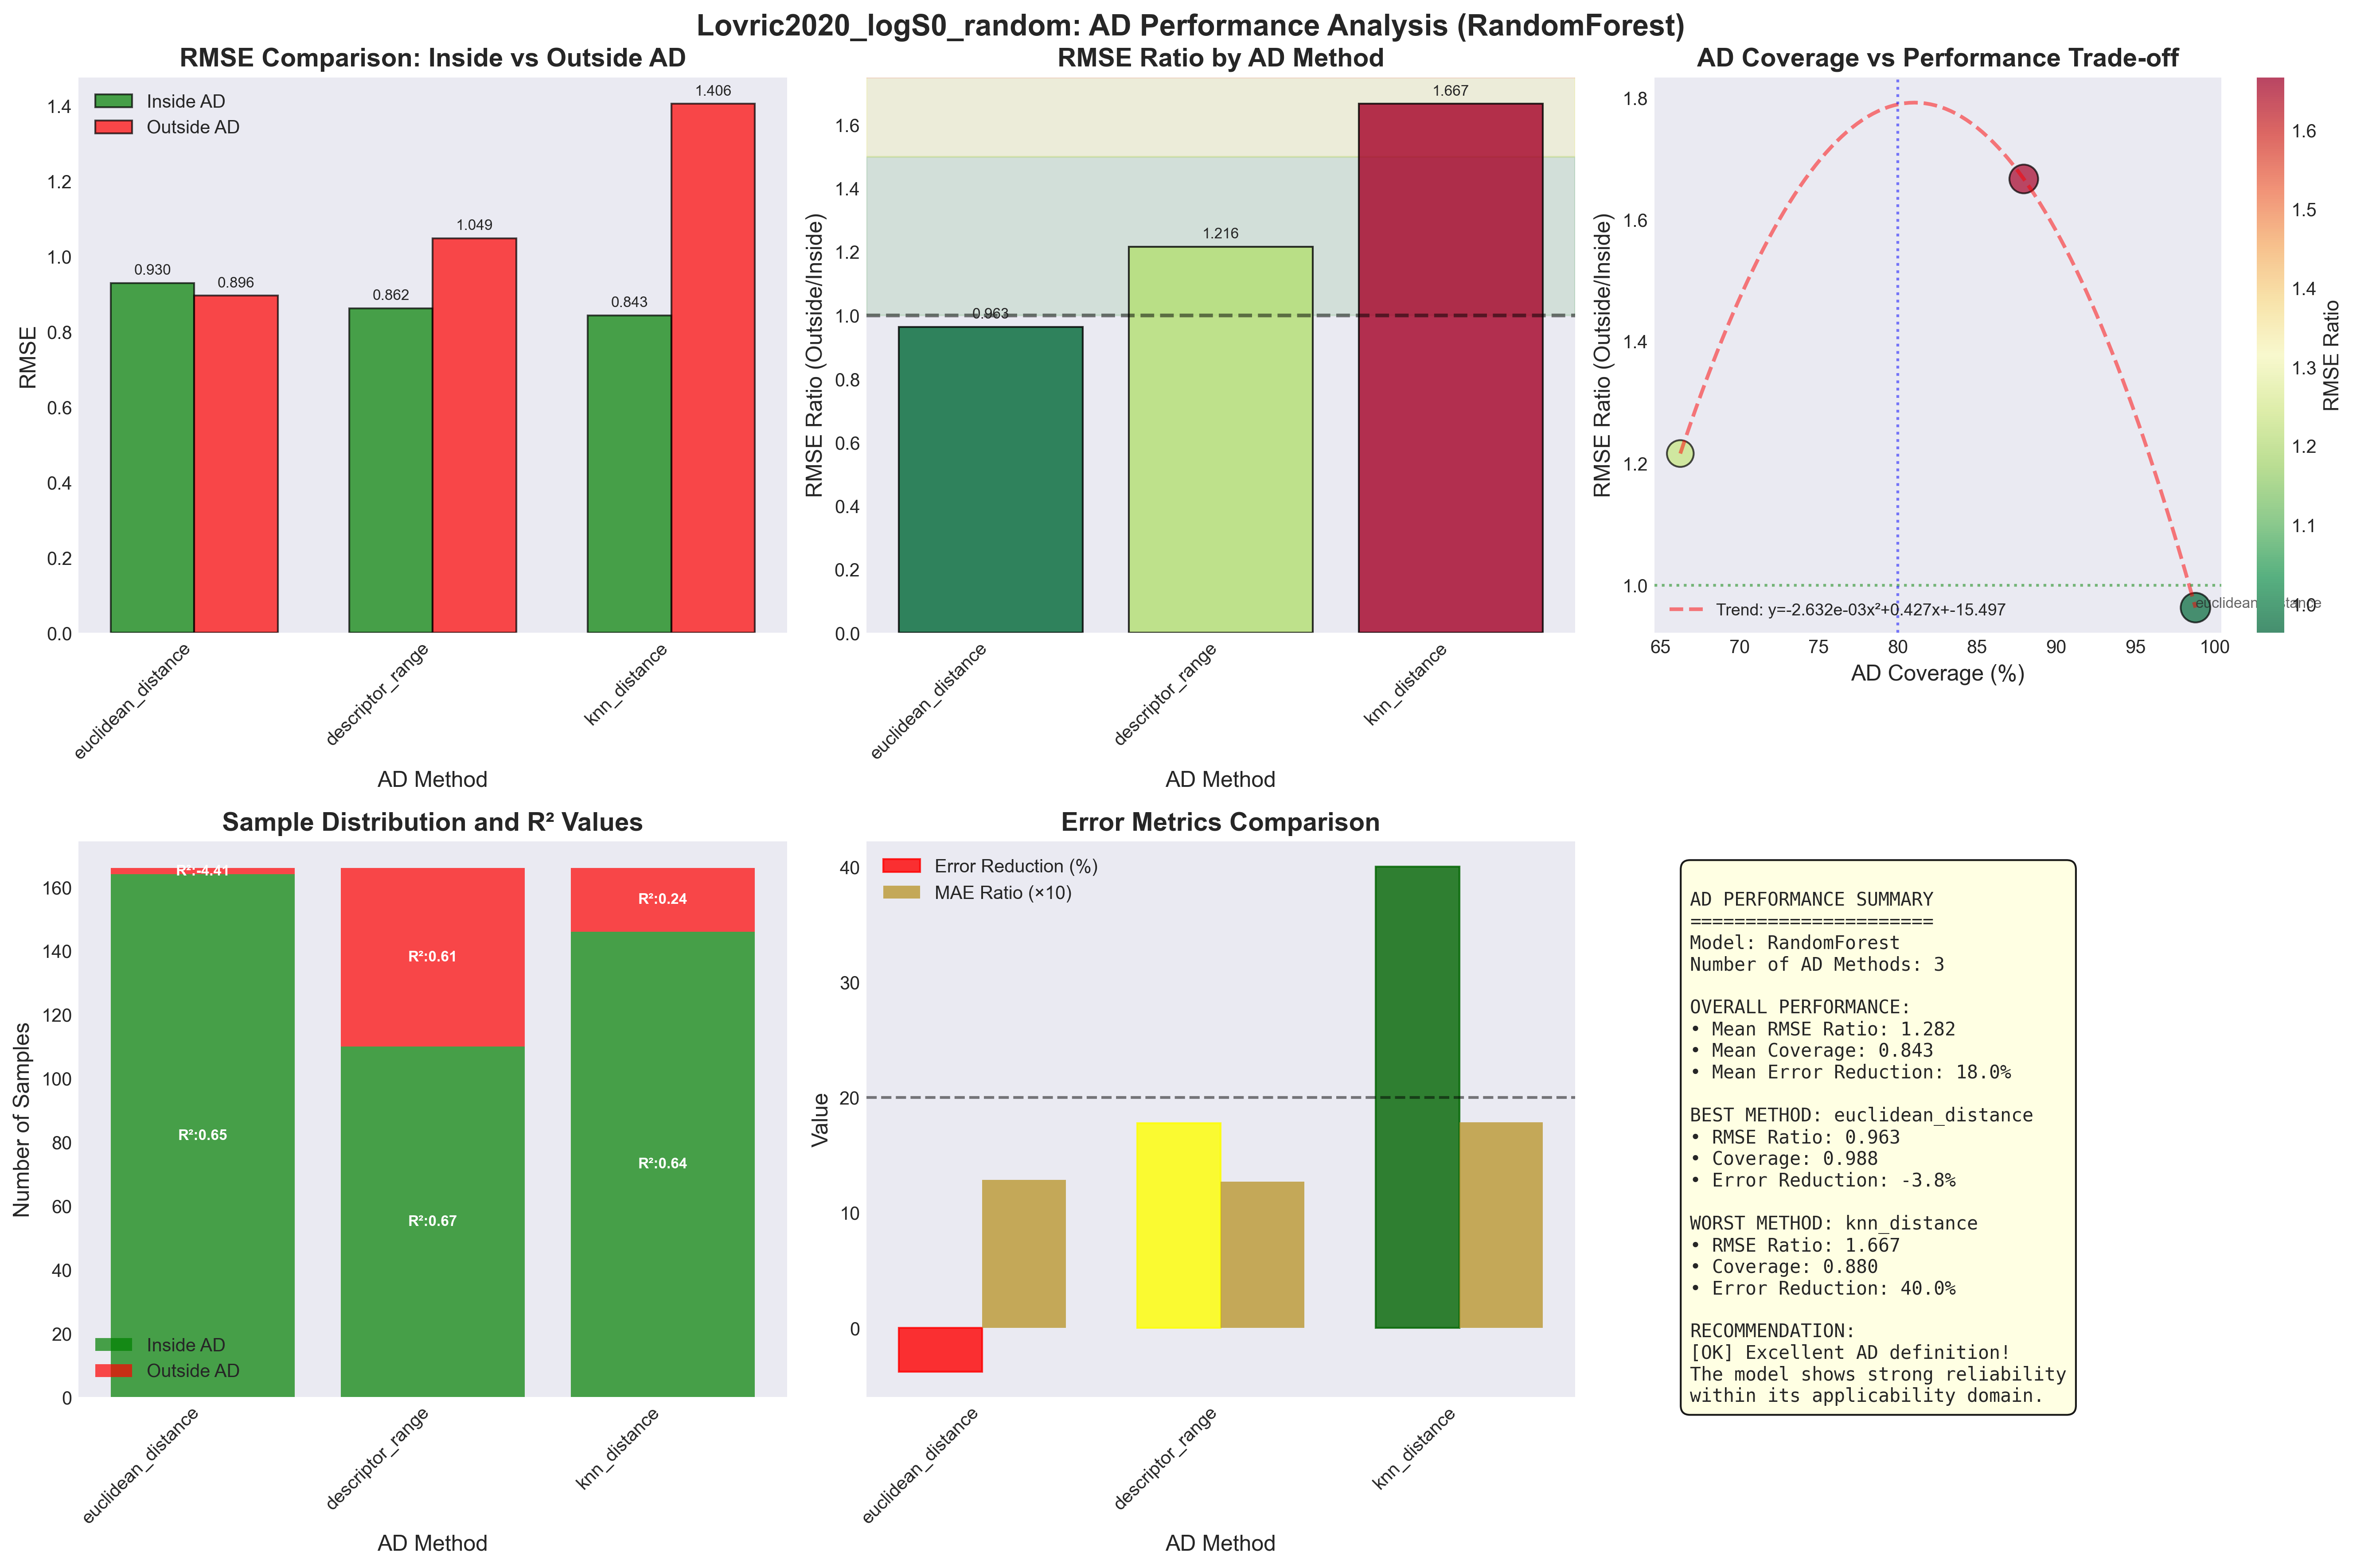 Lovric2020_logS0_random: AD Performance Analysis (RandomForest)
RMSE Comparison: Inside vs Outside AD
Inside AD
Outside AD
1.4
1.2
1.0
0.8
0.6
0.4
0.2
0.0
RMSE
0.930
0.896
0.862
1.049
0.843
1.406
euclidean_distance
descriptor_range
knn_distance
AD Method
RMSE Ratio by AD Method
1.6
1.4
1.2
1.0
0.8
0.6
0.4
0.2
0.0
RMSE Ratio (Outside/Inside)
0.963
1.216
1.667
euclidean_distance
descriptor_range
knn_distance
AD Method
AD Coverage vs Performance Trade-off
1.8
1.6
1.4
1.2
1.0
RMSE Ratio (Outside/Inside)
Trend: y=-2.632e-03x²+0.427x+-15.497
euclidean_distance
65 70 75 80 85 90 95 100
AD Coverage (%)
1.6
1.5
1.4
1.3
1.2
1.1
1.0
RMSE Ratio
Sample Distribution and R² Values
160
140
120
100
80
60
40
20
0
Number of Samples
R²:-4.41
R²:0.65
R²:0.61
R²:0.67
R²:0.24
R²:0.64
Inside AD
Outside AD
euclidean_distance
descriptor_range
knn_distance
AD Method
Error Metrics Comparison
Error Reduction (%)
MAE Ratio (×10)
40
30
20
10
0
Value
euclidean_distance
descriptor_range
knn_distance
AD Method
AD PERFORMANCE SUMMARY
======================
Model: RandomForest
Number of AD Methods: 3
OVERALL PERFORMANCE:
• Mean RMSE Ratio: 1.282
• Mean Coverage: 0.843
• Mean Error Reduction: 18.0%
BEST METHOD: euclidean_distance
• RMSE Ratio: 0.963
• Coverage: 0.988
• Error Reduction: -3.8%
WORST METHOD: knn_distance
• RMSE Ratio: 1.667
• Coverage: 0.880
• Error Reduction: 40.0%
RECOMMENDATION:
[OK] Excellent AD definition!
The model shows strong reliability
within its applicability domain.